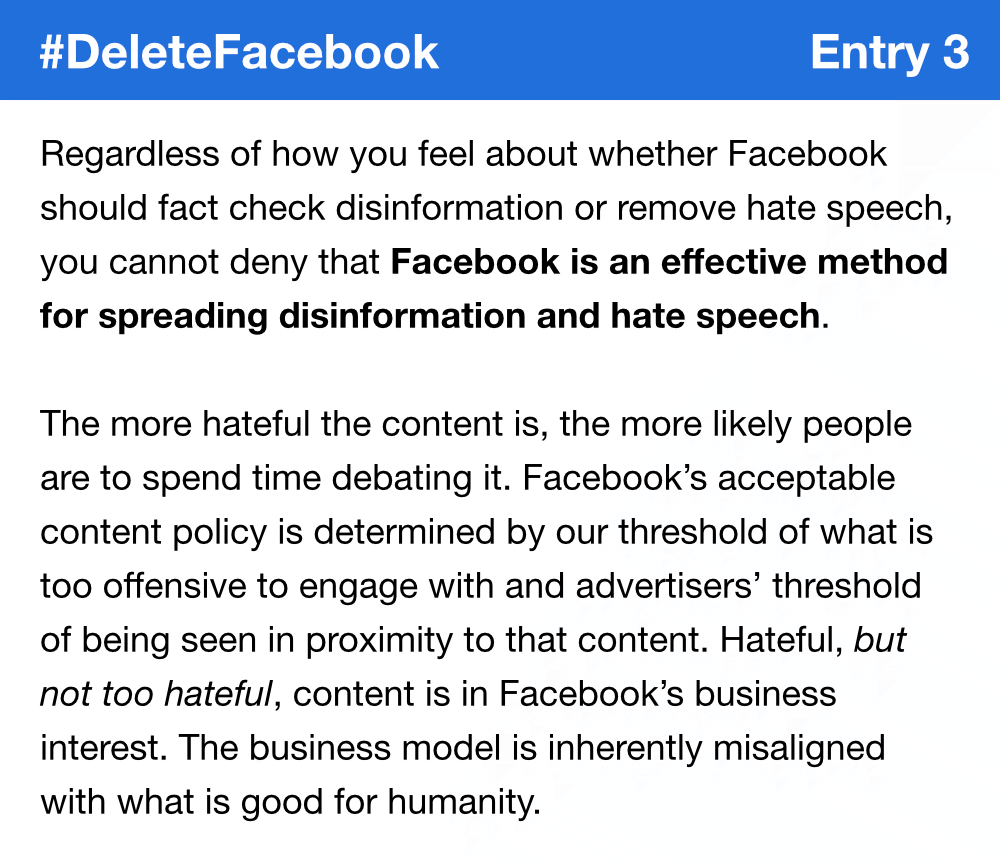 #DeleteFacebook Entry 3
Regardless of how you feel about whether Facebook
should fact check disinformation or remove hate speech,
you cannot deny that Facebook is an effective method
for spreading disinformation and hate speech.
The more hateful the content is, the more likely people
are to spend time debating it. Facebook’s acceptable
content policy is determined by our threshold of what is
too offensive to engage with and advertisers’ threshold
of being seen in proximity to that content. Hateful, but
not too hateful, content is in Facebook’s business
interest. The business model is inherently misaligned
with what is good for humanity.